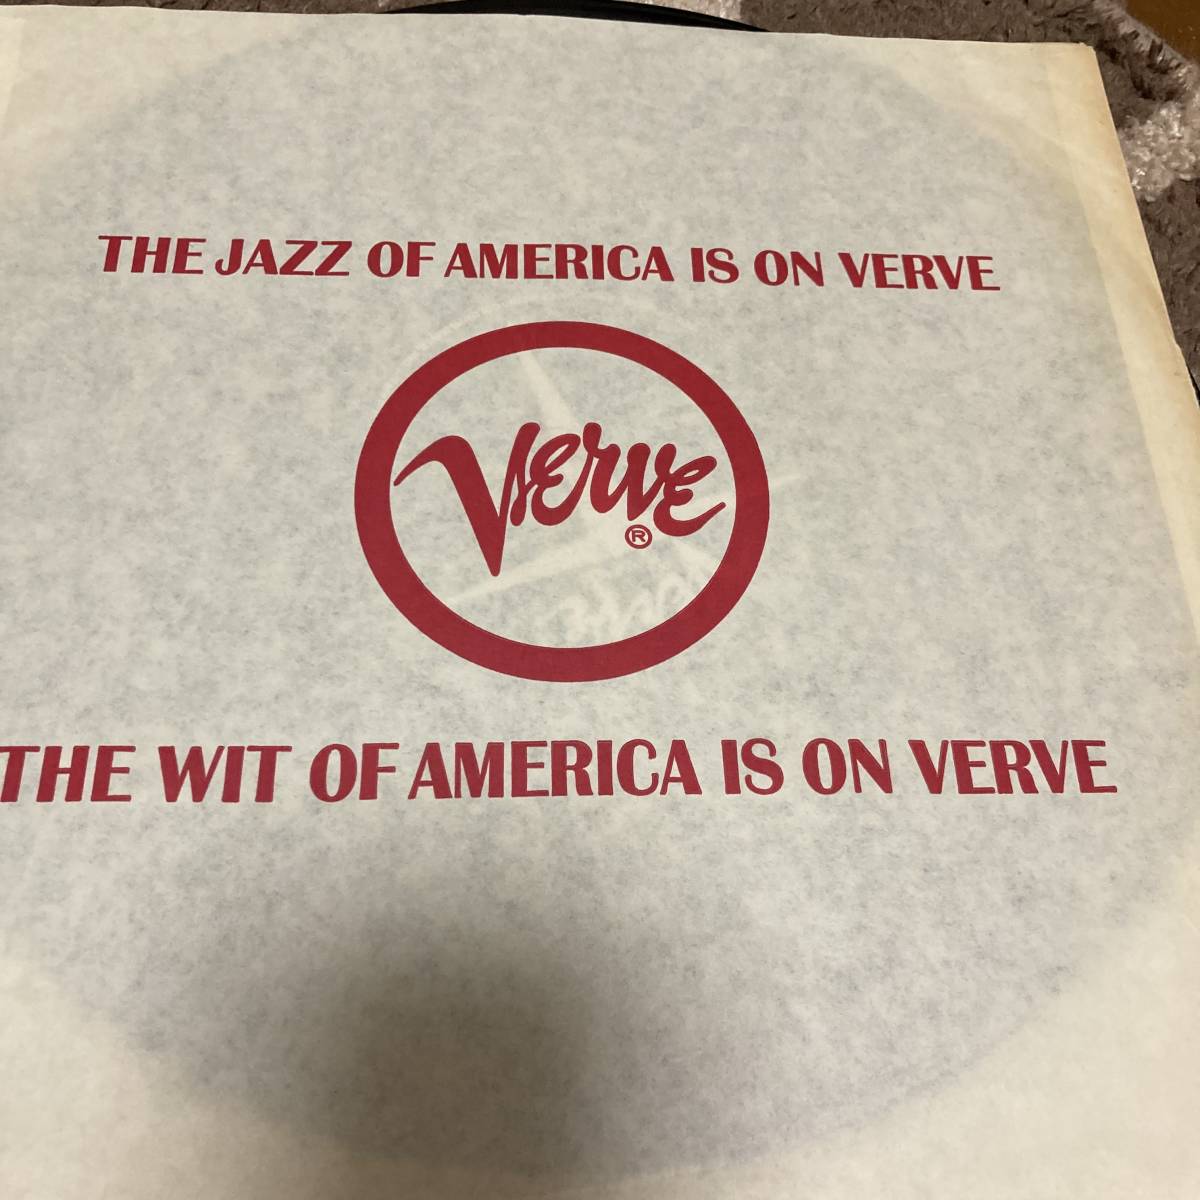 THE JAZZ OF AMERICA IS ON VERVE
Verve
®
THE WIT OF AMERICA IS ON VERVE